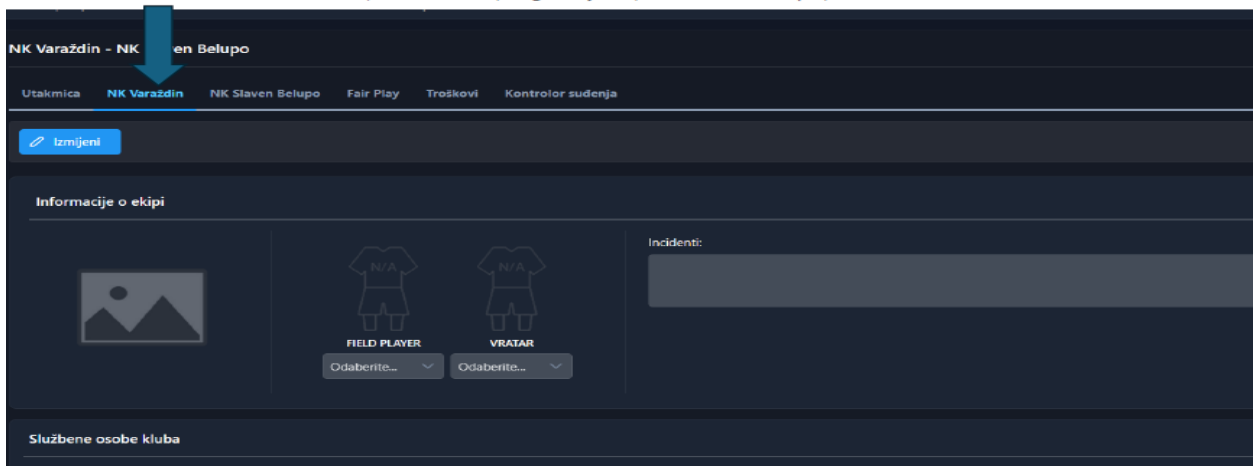 NK Varaždin - NK en Belupo
Utakmica NK Varaždin NK Slaven Belupo Fair Play Troškovi Kontrolor suđenja
Izmijeni
Informacije o ekipi
Incidenti:
N/A N/A
FIELD PLAYER VRATAR
Odaberite... Odaberite...
Službene osobe kluba